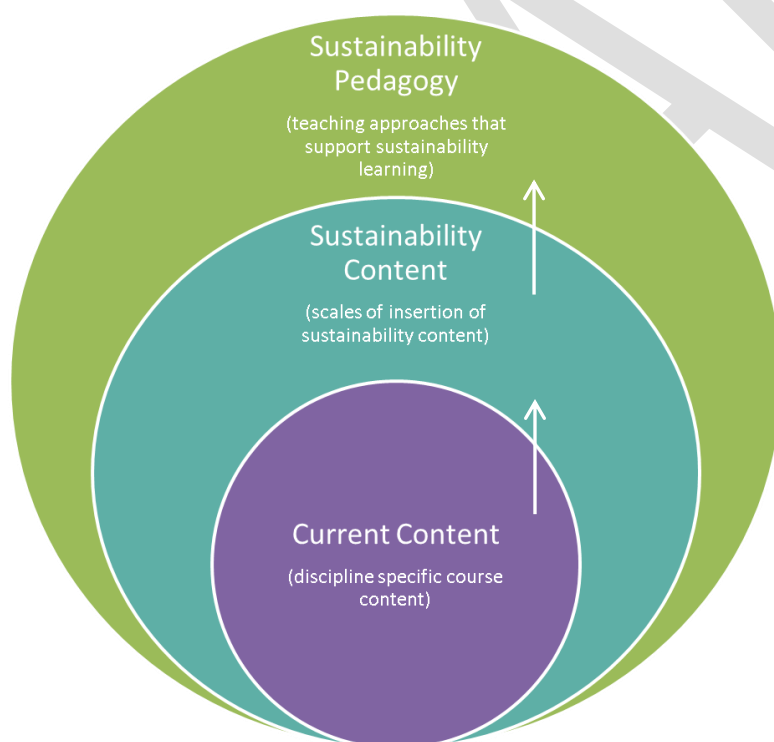 Sustainability
Pedagogy
(teaching approaches that
support sustainability
learning)
Sustainability
Content
(scales of insertion of
sustainability content)
Current Content
(discipline specific course
content)